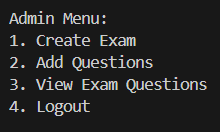 Admin Menu:
1. Create Exam
2. Add Questions
3. View Exam Questions
4. Logout